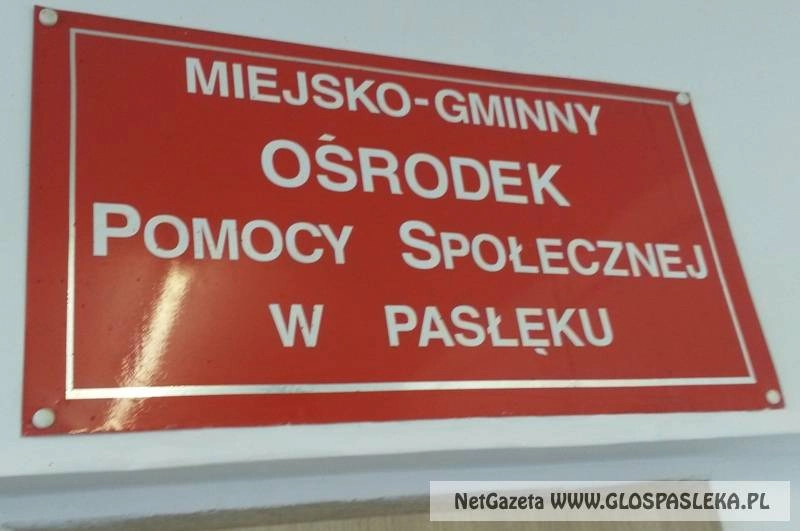 MIEJSKO-GMINNY
OŚRODEK
POMOCY SPOŁECZNEJ
W PASŁĘKU
NetGazeta WWW.GLOSPASLEKA.PL